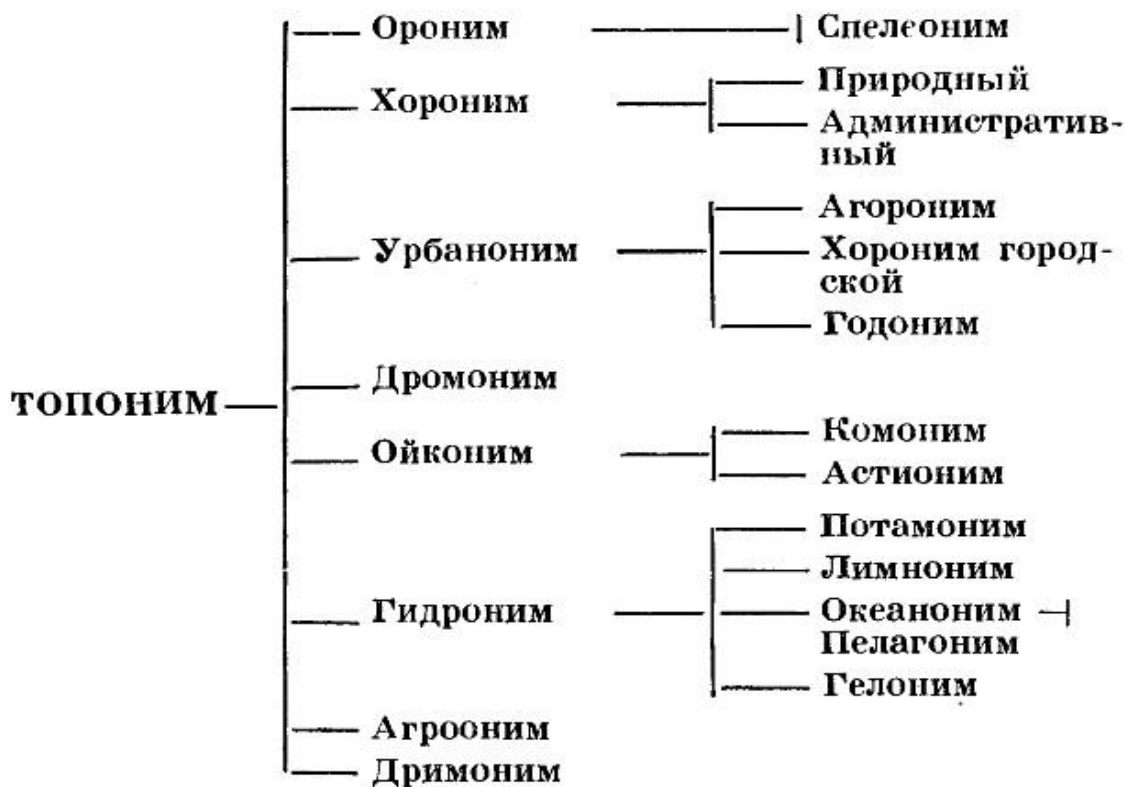 Ороним
Спелеоним
Хороним
Природный
Административ-
ный
Урбаноним
Агороним
Хороним город-
ской
Годоним
Дромоним
ТОПОНИМ
Ойконим
Комоним
Астионим
Гидроним
Потамоним
Лимноним
Океаноним
Пелагоним
Гелоним
Агрооним
Дримоним